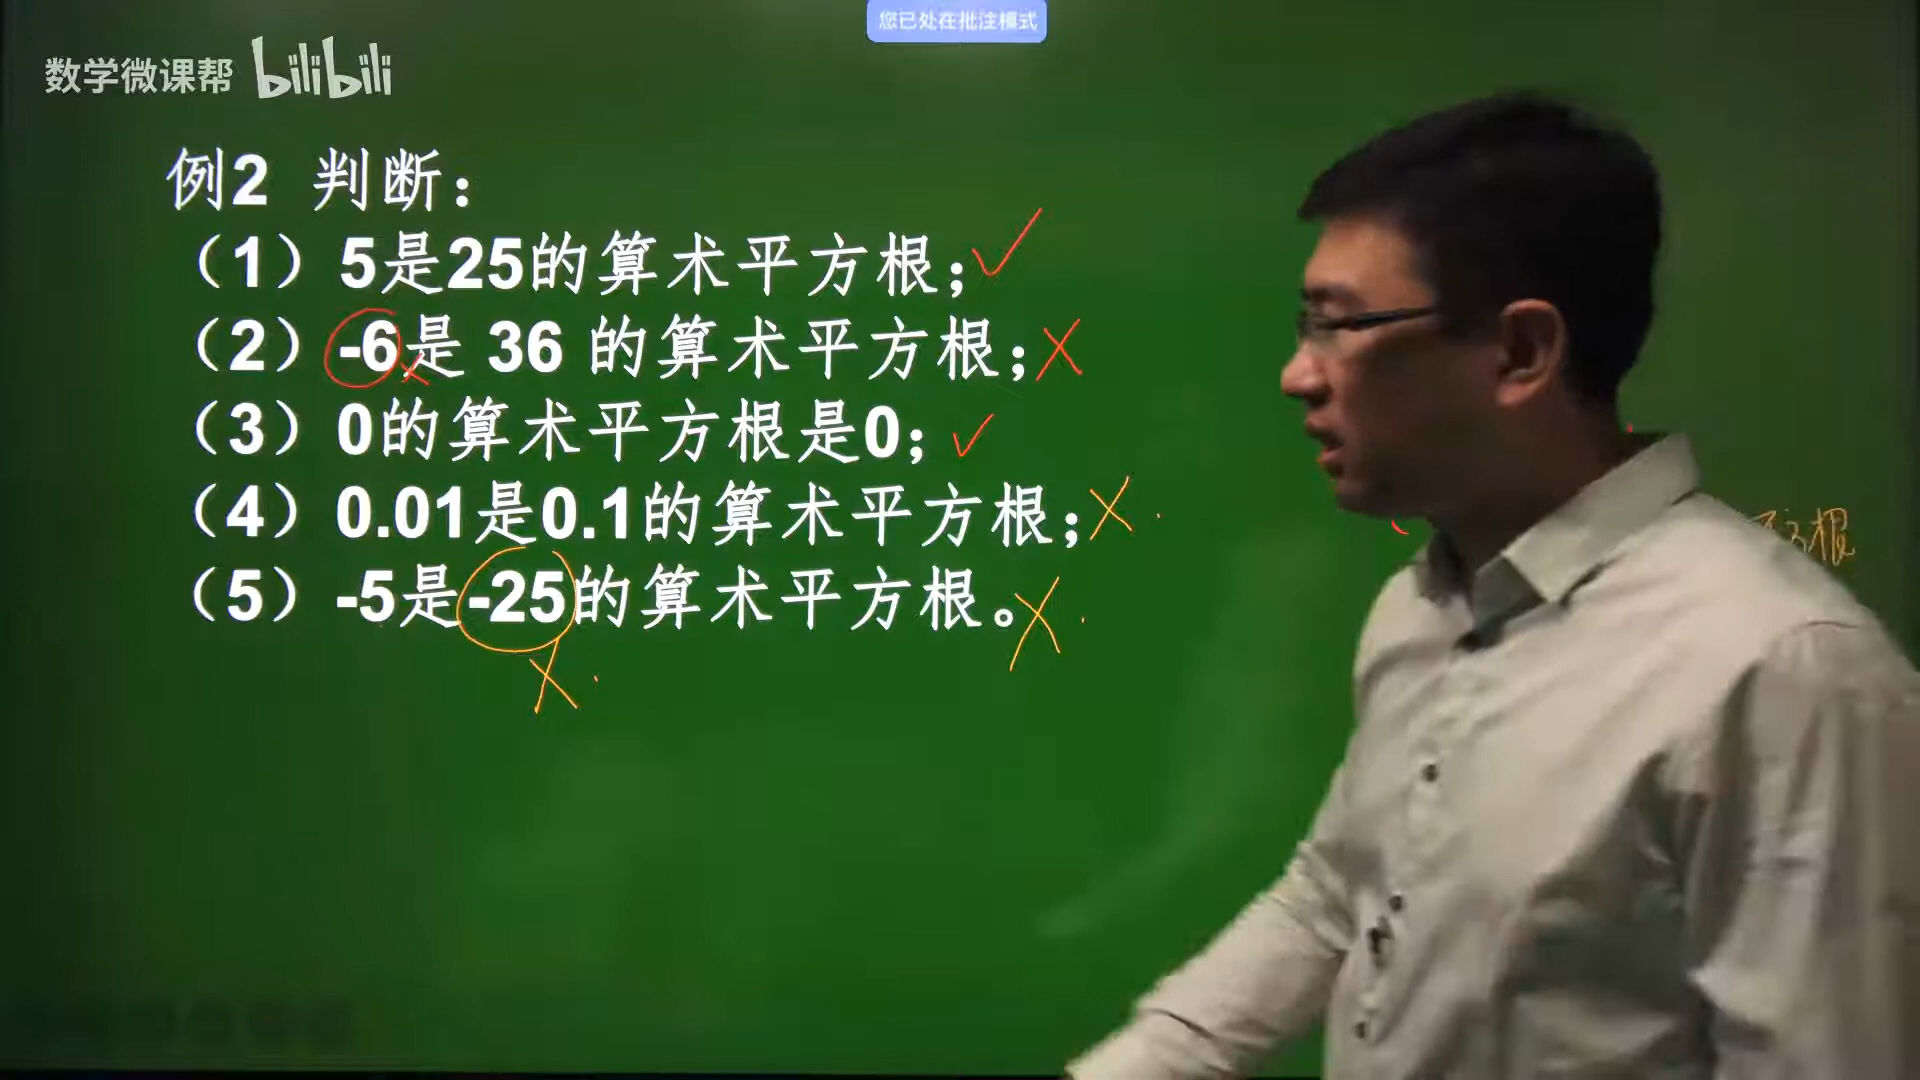 您已处在批注模式
数学微课帮 bilibili
例2 判断：
（1）5是25的算术平方根；✓
（2）-6是 36 的算术平方根；×
（3）0的算术平方根是0；✓
（4）0.01是0.1的算术平方根；×
（5）-5是-25的算术平方根。×
方根